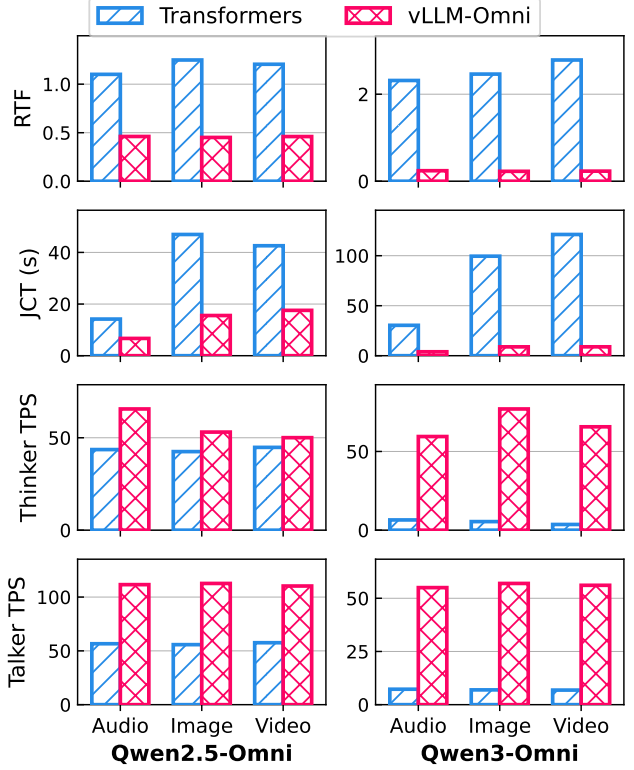 Transformers vLLM-Omni
RTF
1.0
0.5
0.0
2
0
JCT (s)
40
20
0
100
50
0
Thinker TPS
50
0
50
0
Talker TPS
100
50
0
50
25
0
Audio Image Video
Audio Image Video
Qwen2.5-Omni
Qwen3-Omni